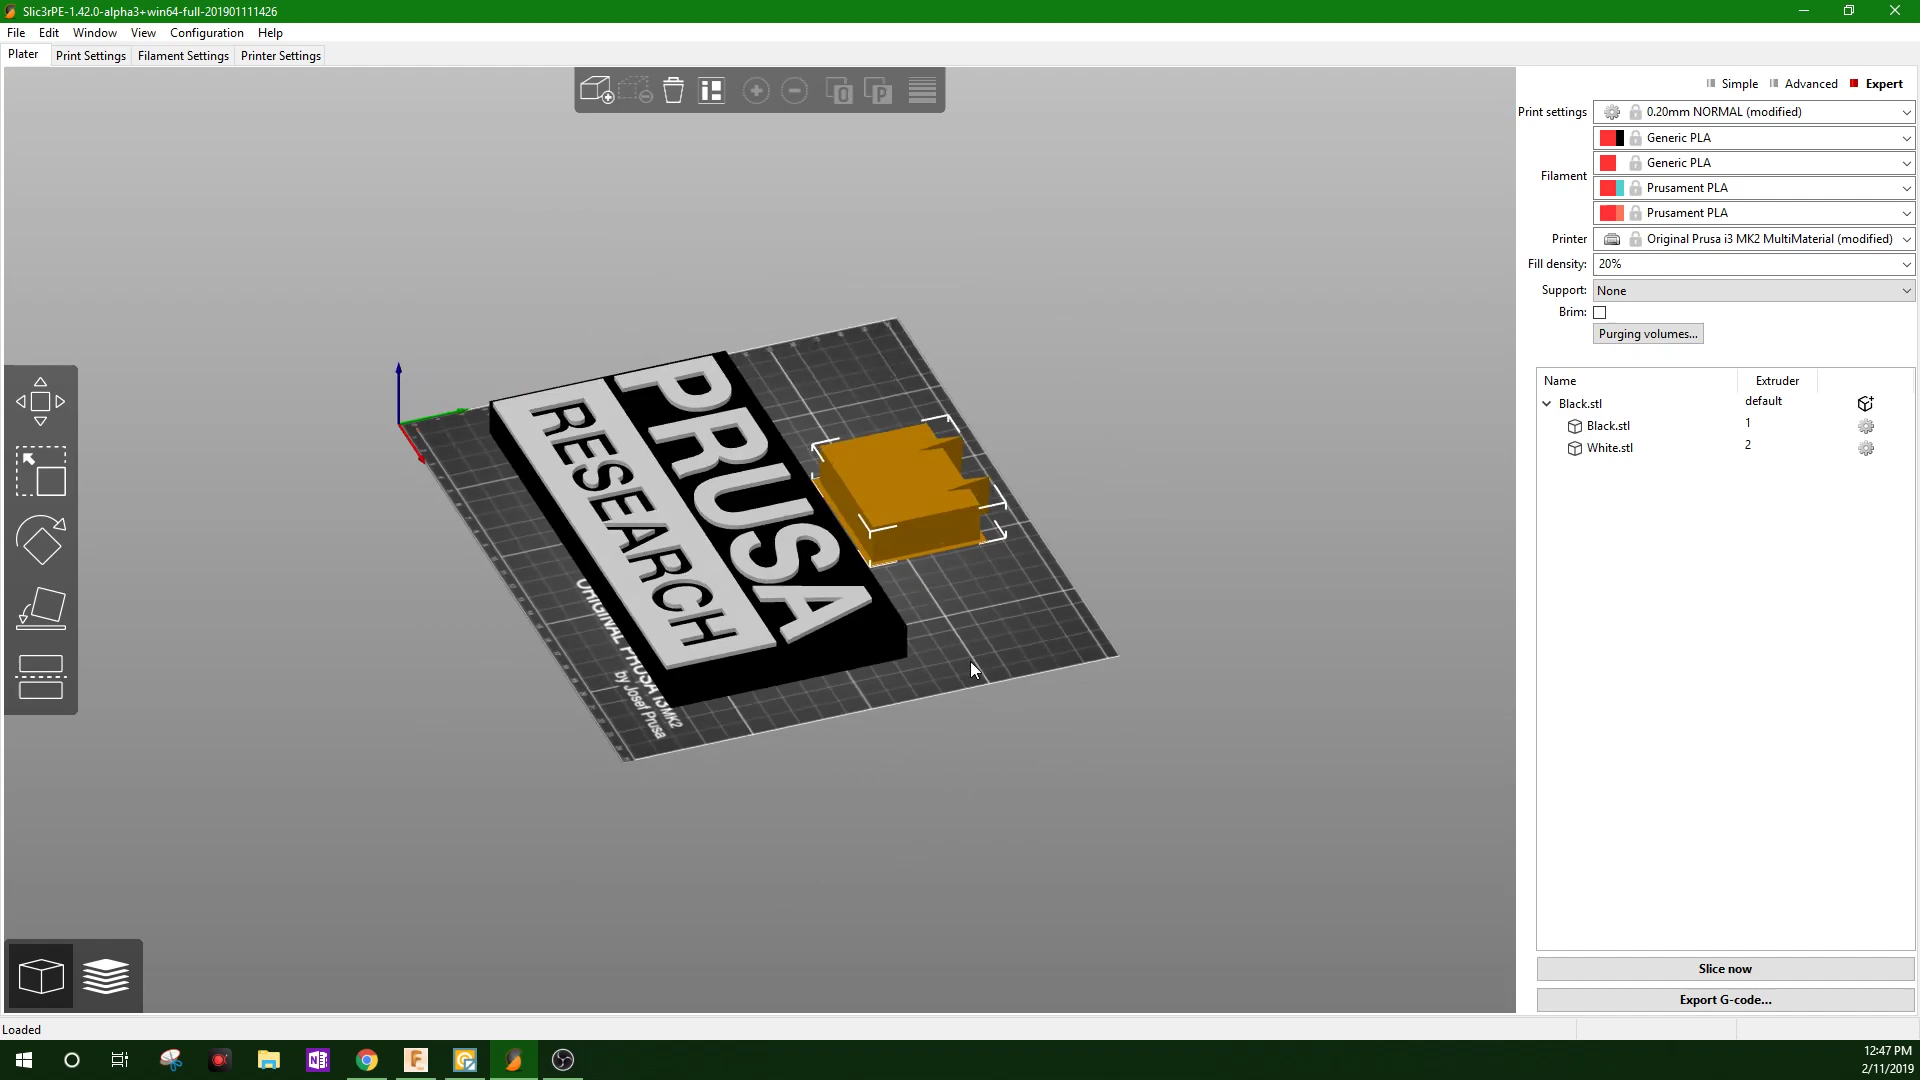 Slic3rPE-1.42.0-alpha3+win64-full-201901111426
File Edit Window View Configuration Help
Plater Print Settings Filament Settings Printer Settings
Simple Advanced Expert
Print settings 0.20mm NORMAL (modified)
Generic PLA
Generic PLA
Filament
Prusament PLA
Prusament PLA
Printer Original Prusa i3 MK2 MultiMaterial (modified)
Fill density: 20%
Support: None
Brim:
Purging volumes...
Name Extruder
Black.stl default
Black.stl 1
White.stl 2
PRUSA
RESEARCH
ORIGINAL PRUSA i3 MK2
by Josef Prusa
Slice now
Export G-code...
Loaded
12:47 PM
2/11/2019